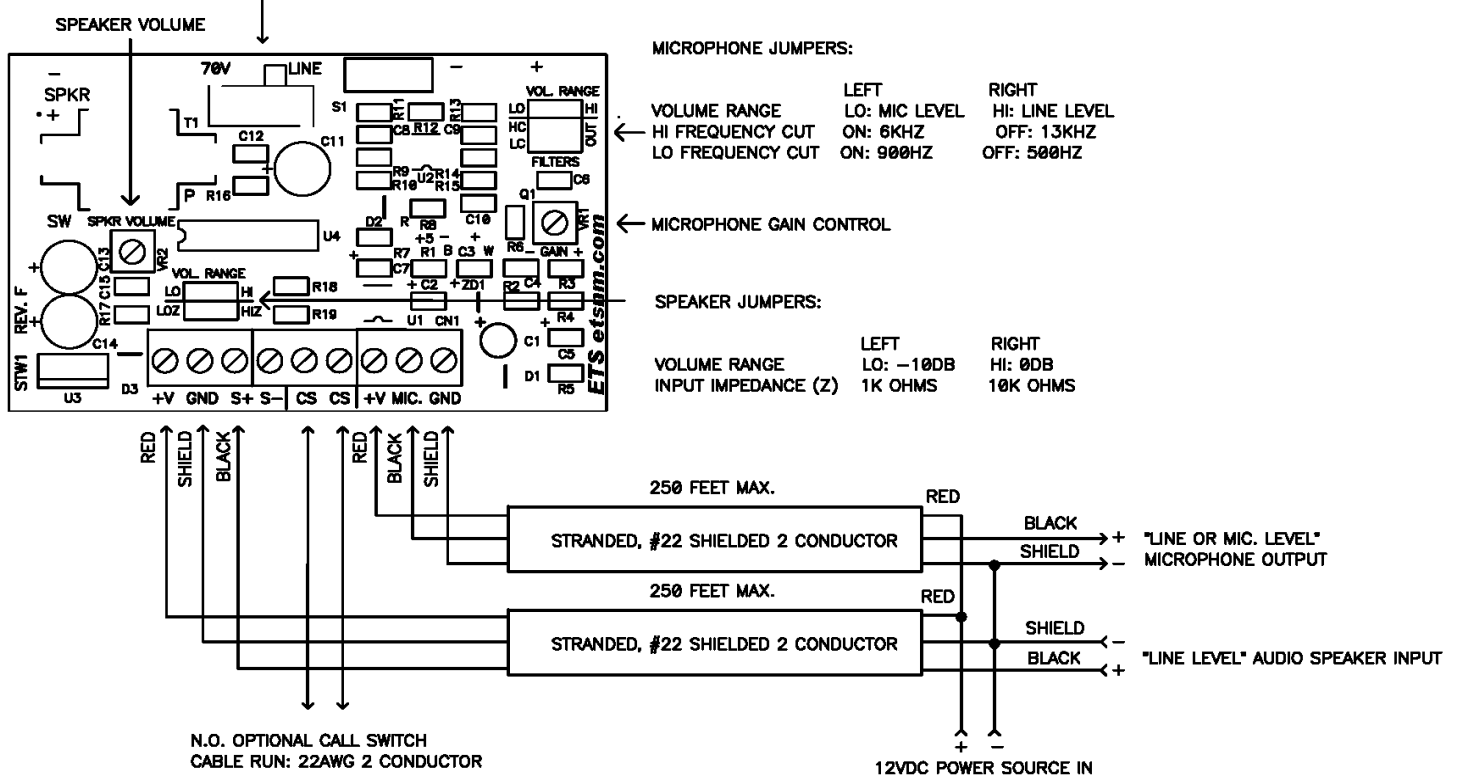 SPEAKER VOLUME
- 70V LINE - +
SPKR
+
T1
S1
R11
R12
R13
VOL. RANGE
LO HI
HC
LC
OUT
FILTERS
C12
C11
C8
C9
R9
R10
U2
R14
R15
C6
R16
P
Q1
SW
SPKR VOLUME
U4
D2
R
R8
C10
R6
VR1
GAIN
- +
C13
VR2
R7
+5 - +
R1 B C3 W
C7
C2
ZD1
R2
C4
R3
C15
VOL. RANGE
LO HI
LOZ HIZ
R18
R19
R17
REV. F
U1
CN1
R4
C1
C5
D1
R5
C14
STW1
U3
D3
ETS etsnm.com
+V GND S+ S- CS CS +V MIC. GND
MICROPHONE JUMPERS:
LEFT RIGHT
VOLUME RANGE LO: MIC LEVEL HI: LINE LEVEL
HI FREQUENCY CUT ON: 6KHZ OFF: 13KHZ
LO FREQUENCY CUT ON: 900HZ OFF: 500HZ
MICROPHONE GAIN CONTROL
SPEAKER JUMPERS:
LEFT RIGHT
VOLUME RANGE LO: -10DB HI: 0DB
INPUT IMPEDANCE (Z) 1K OHMS 10K OHMS
RED
SHIELD
BLACK
RED
BLACK
SHIELD
250 FEET MAX.
RED
STRANDED, #22 SHIELDED 2 CONDUCTOR
BLACK
+ "LINE OR MIC. LEVEL"
SHIELD
- MICROPHONE OUTPUT
250 FEET MAX.
RED
STRANDED, #22 SHIELDED 2 CONDUCTOR
SHIELD
-
BLACK
+
"LINE LEVEL" AUDIO SPEAKER INPUT
N.O. OPTIONAL CALL SWITCH
CABLE RUN: 22AWG 2 CONDUCTOR
+ -
12VDC POWER SOURCE IN